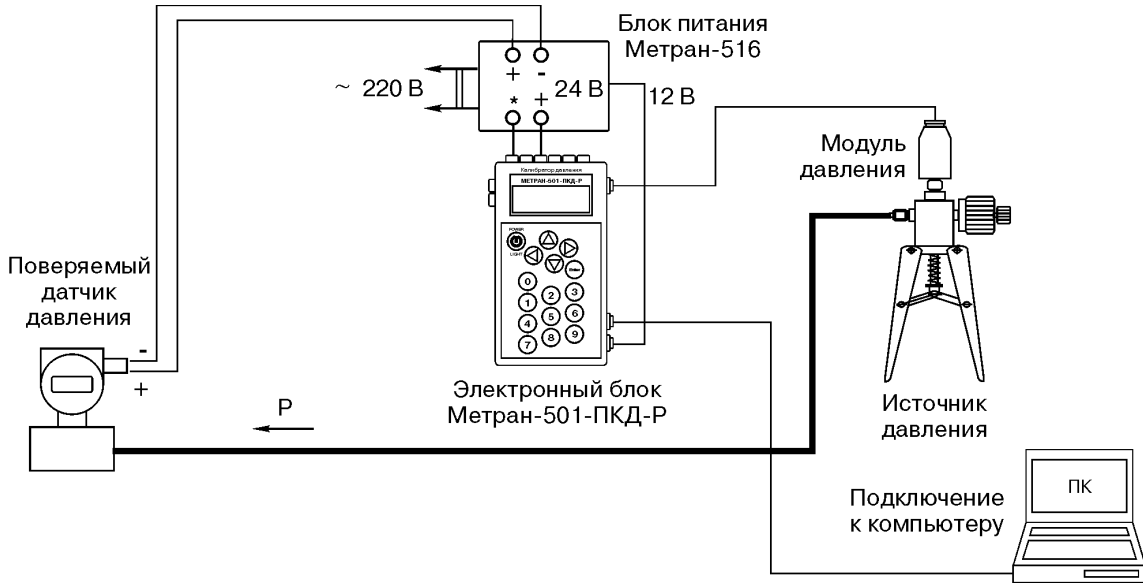 Блок питания
Метран-516
~ 220 В
+ -
* +
24 В
12 В
Модуль
давления
Калибратор давления
МЕТРАН-501-ПКД-Р
POWER
LIGHT
Enter
0
1 2 3
4 5 6
7 8 9
Поверяемый
датчик
давления
-
+
Электронный блок
Метран-501-ПКД-Р
Р
Источник
давления
Подключение
к компьютеру
ПК